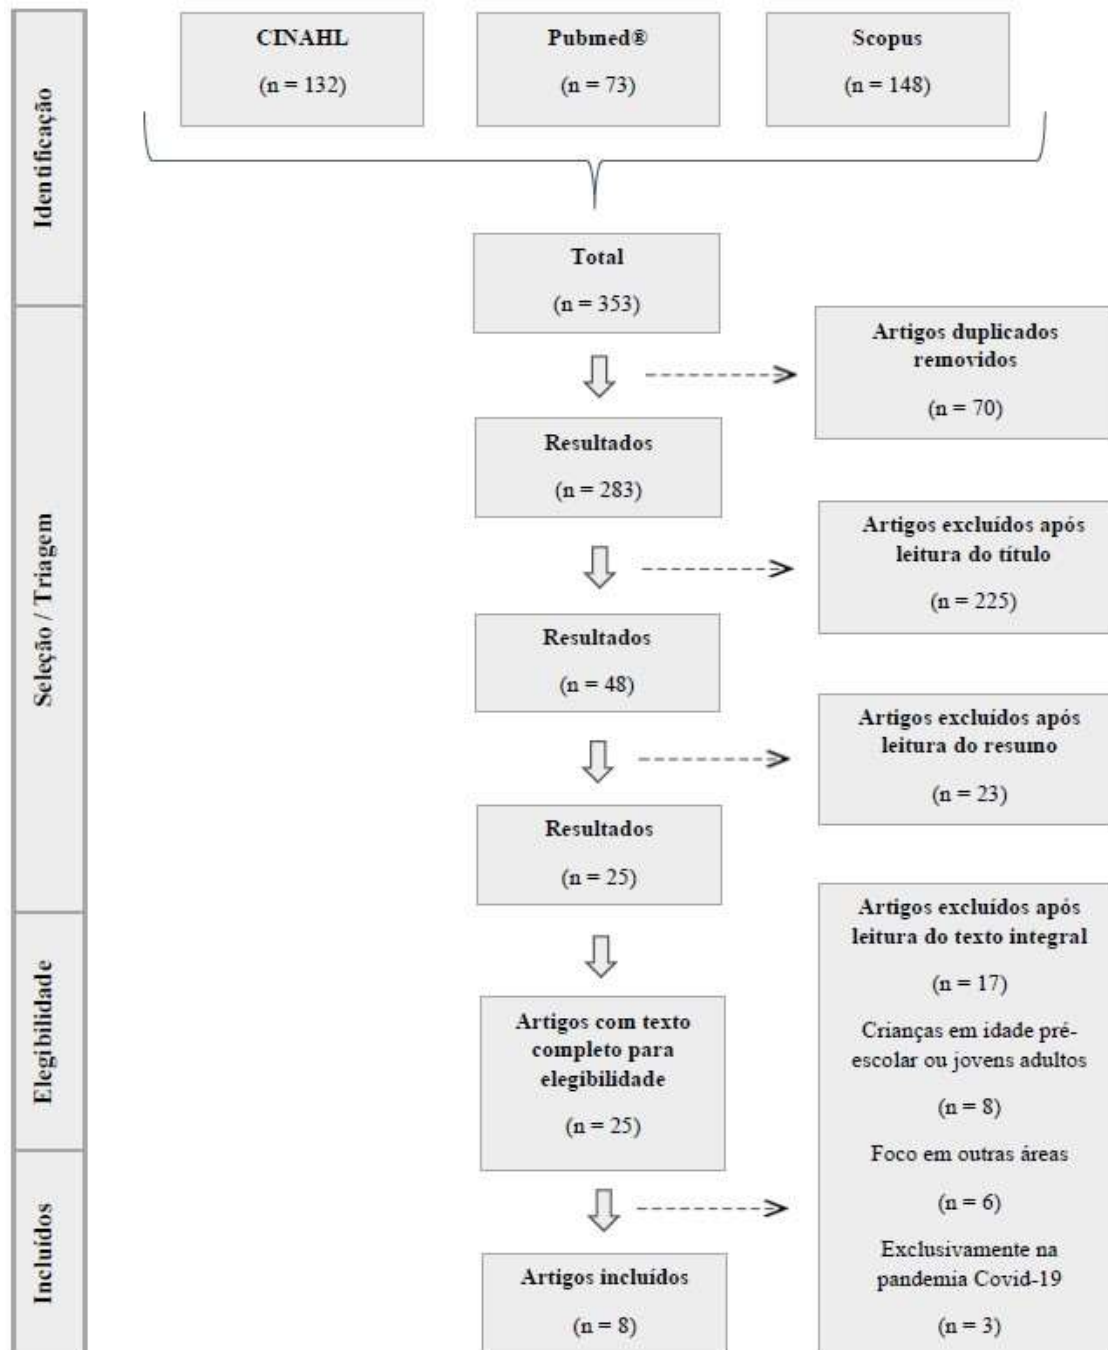 Identificação
CINAHL
(n = 132)
Pubmed®
(n = 73)
Scopus
(n = 148)
Total
(n = 353)
Seleção / Triagem
Artigos duplicados
removidos
(n = 70)
Resultados
(n = 283)
Artigos excluídos após
leitura do título
(n = 225)
Resultados
(n = 48)
Artigos excluídos após
leitura do resumo
(n = 23)
Resultados
(n = 25)
Elegibilidade
Artigos com texto
completo para
elegibilidade
(n = 25)
Artigos excluídos após
leitura do texto integral
(n = 17)
Crianças em idade pré-
escolar ou jovens adultos
(n = 8)
Foco em outras áreas
(n = 6)
Exclusivamente na
pandemia Covid-19
(n = 3)
Incluídos
Artigos incluídos
(n = 8)